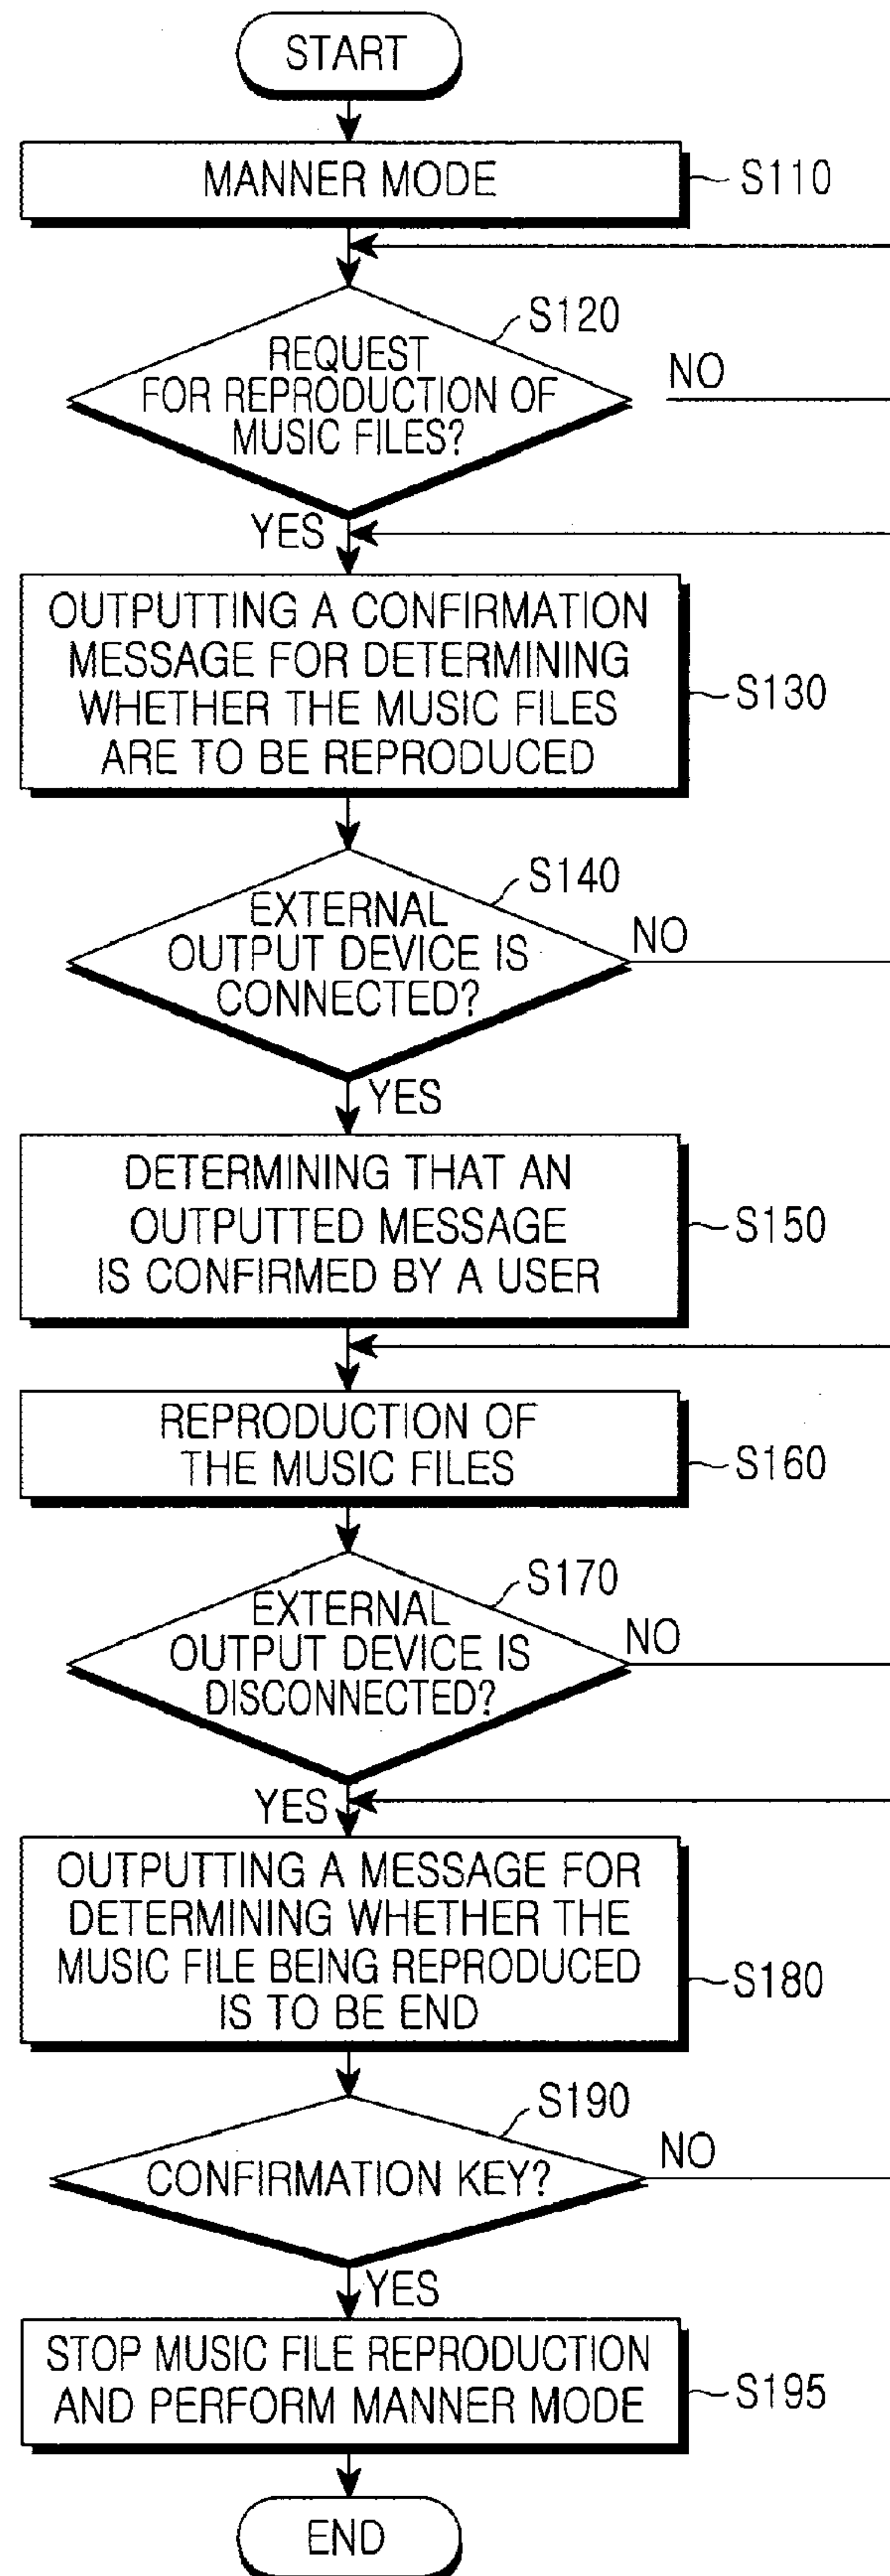 START
MANNER MODE
S110
S120
REQUEST
FOR REPRODUCTION OF
MUSIC FILES?
NO
YES
OUTPUTTING A CONFIRMATION
MESSAGE FOR DETERMINING
WHETHER THE MUSIC FILES
ARE TO BE REPRODUCED
S130
S140
EXTERNAL
OUTPUT DEVICE IS
CONNECTED?
NO
YES
DETERMINING THAT AN
OUTPUTTED MESSAGE
IS CONFIRMED BY A USER
S150
REPRODUCTION OF
THE MUSIC FILES
S160
S170
EXTERNAL
OUTPUT DEVICE IS
DISCONNECTED?
NO
YES
OUTPUTTING A MESSAGE FOR
DETERMINING WHETHER THE
MUSIC FILE BEING REPRODUCED
IS TO BE END
S180
S190
CONFIRMATION KEY?
NO
YES
STOP MUSIC FILE REPRODUCTION
AND PERFORM MANNER MODE
S195
END